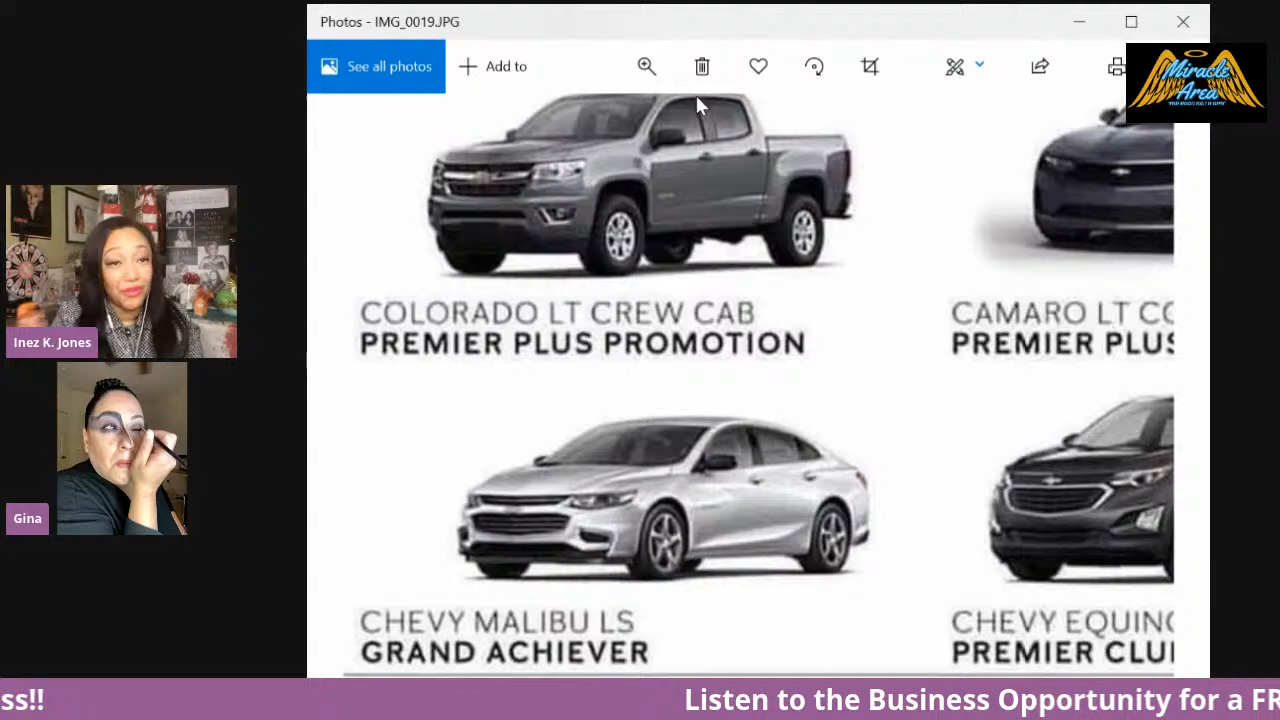 Photos - IMG_0019.JPG
See all photos
Add to
Miracle
Area
Inez K. Jones
Gina
COLORADO LT CREW CAB
PREMIER PLUS PROMOTION
CAMARO LT CO
PREMIER PLUS
CHEVY MALIBU LS
GRAND ACHIEVER
CHEVY EQUINO
PREMIER CLU
ss!!
Listen to the Business Opportunity for a FR